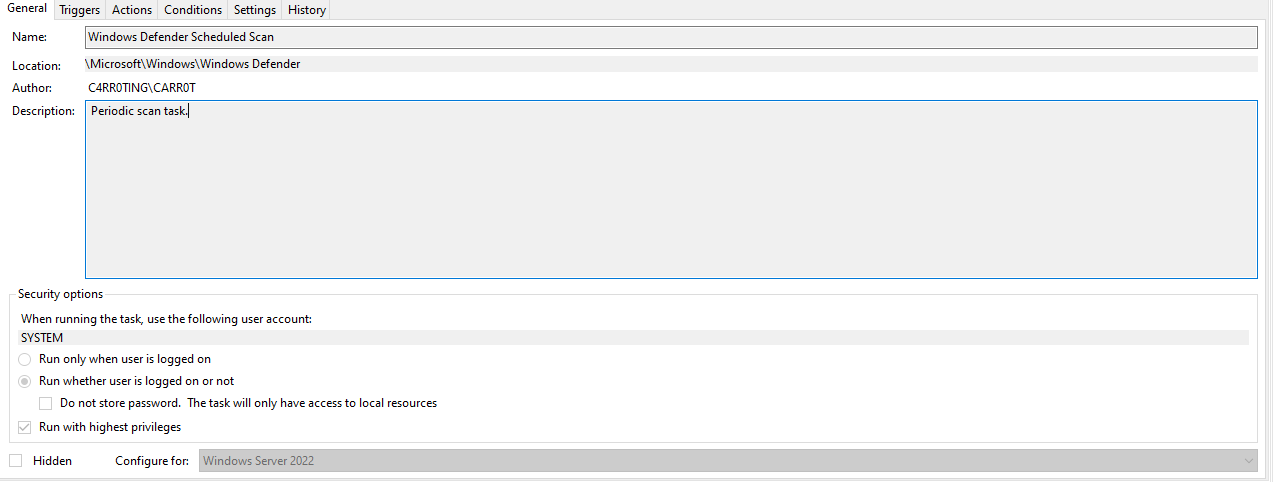 General Triggers Actions Conditions Settings History
Name: Windows Defender Scheduled Scan
Location: \Microsoft\Windows\Windows Defender
Author: C4RR0TING\CARR0T
Description: Periodic scan task.
Security options
When running the task, use the following user account:
SYSTEM
Run only when user is logged on
Run whether user is logged on or not
Do not store password. The task will only have access to local resources
Run with highest privileges
Hidden Configure for: Windows Server 2022